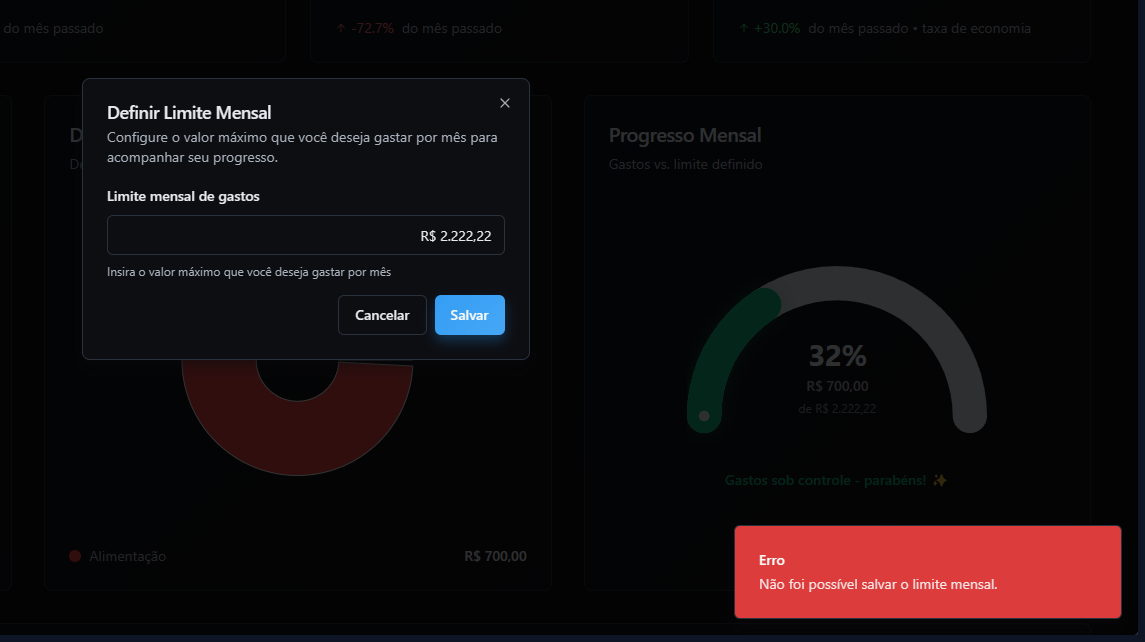 do mês passado
↑ -72.7% do mês passado
↑ +30.0% do mês passado • taxa de economia
Definir Limite Mensal
Configure o valor máximo que você deseja gastar por mês para
acompanhar seu progresso.
Limite mensal de gastos
R$ 2.222,22
Insira o valor máximo que você deseja gastar por mês
Cancelar
Salvar
Alimentação
R$ 700,00
Progresso Mensal
Gastos vs. limite definido
32%
R$ 700,00
de R$ 2.222,22
Gastos sob controle - parabéns! ✨
Erro
Não foi possível salvar o limite mensal.